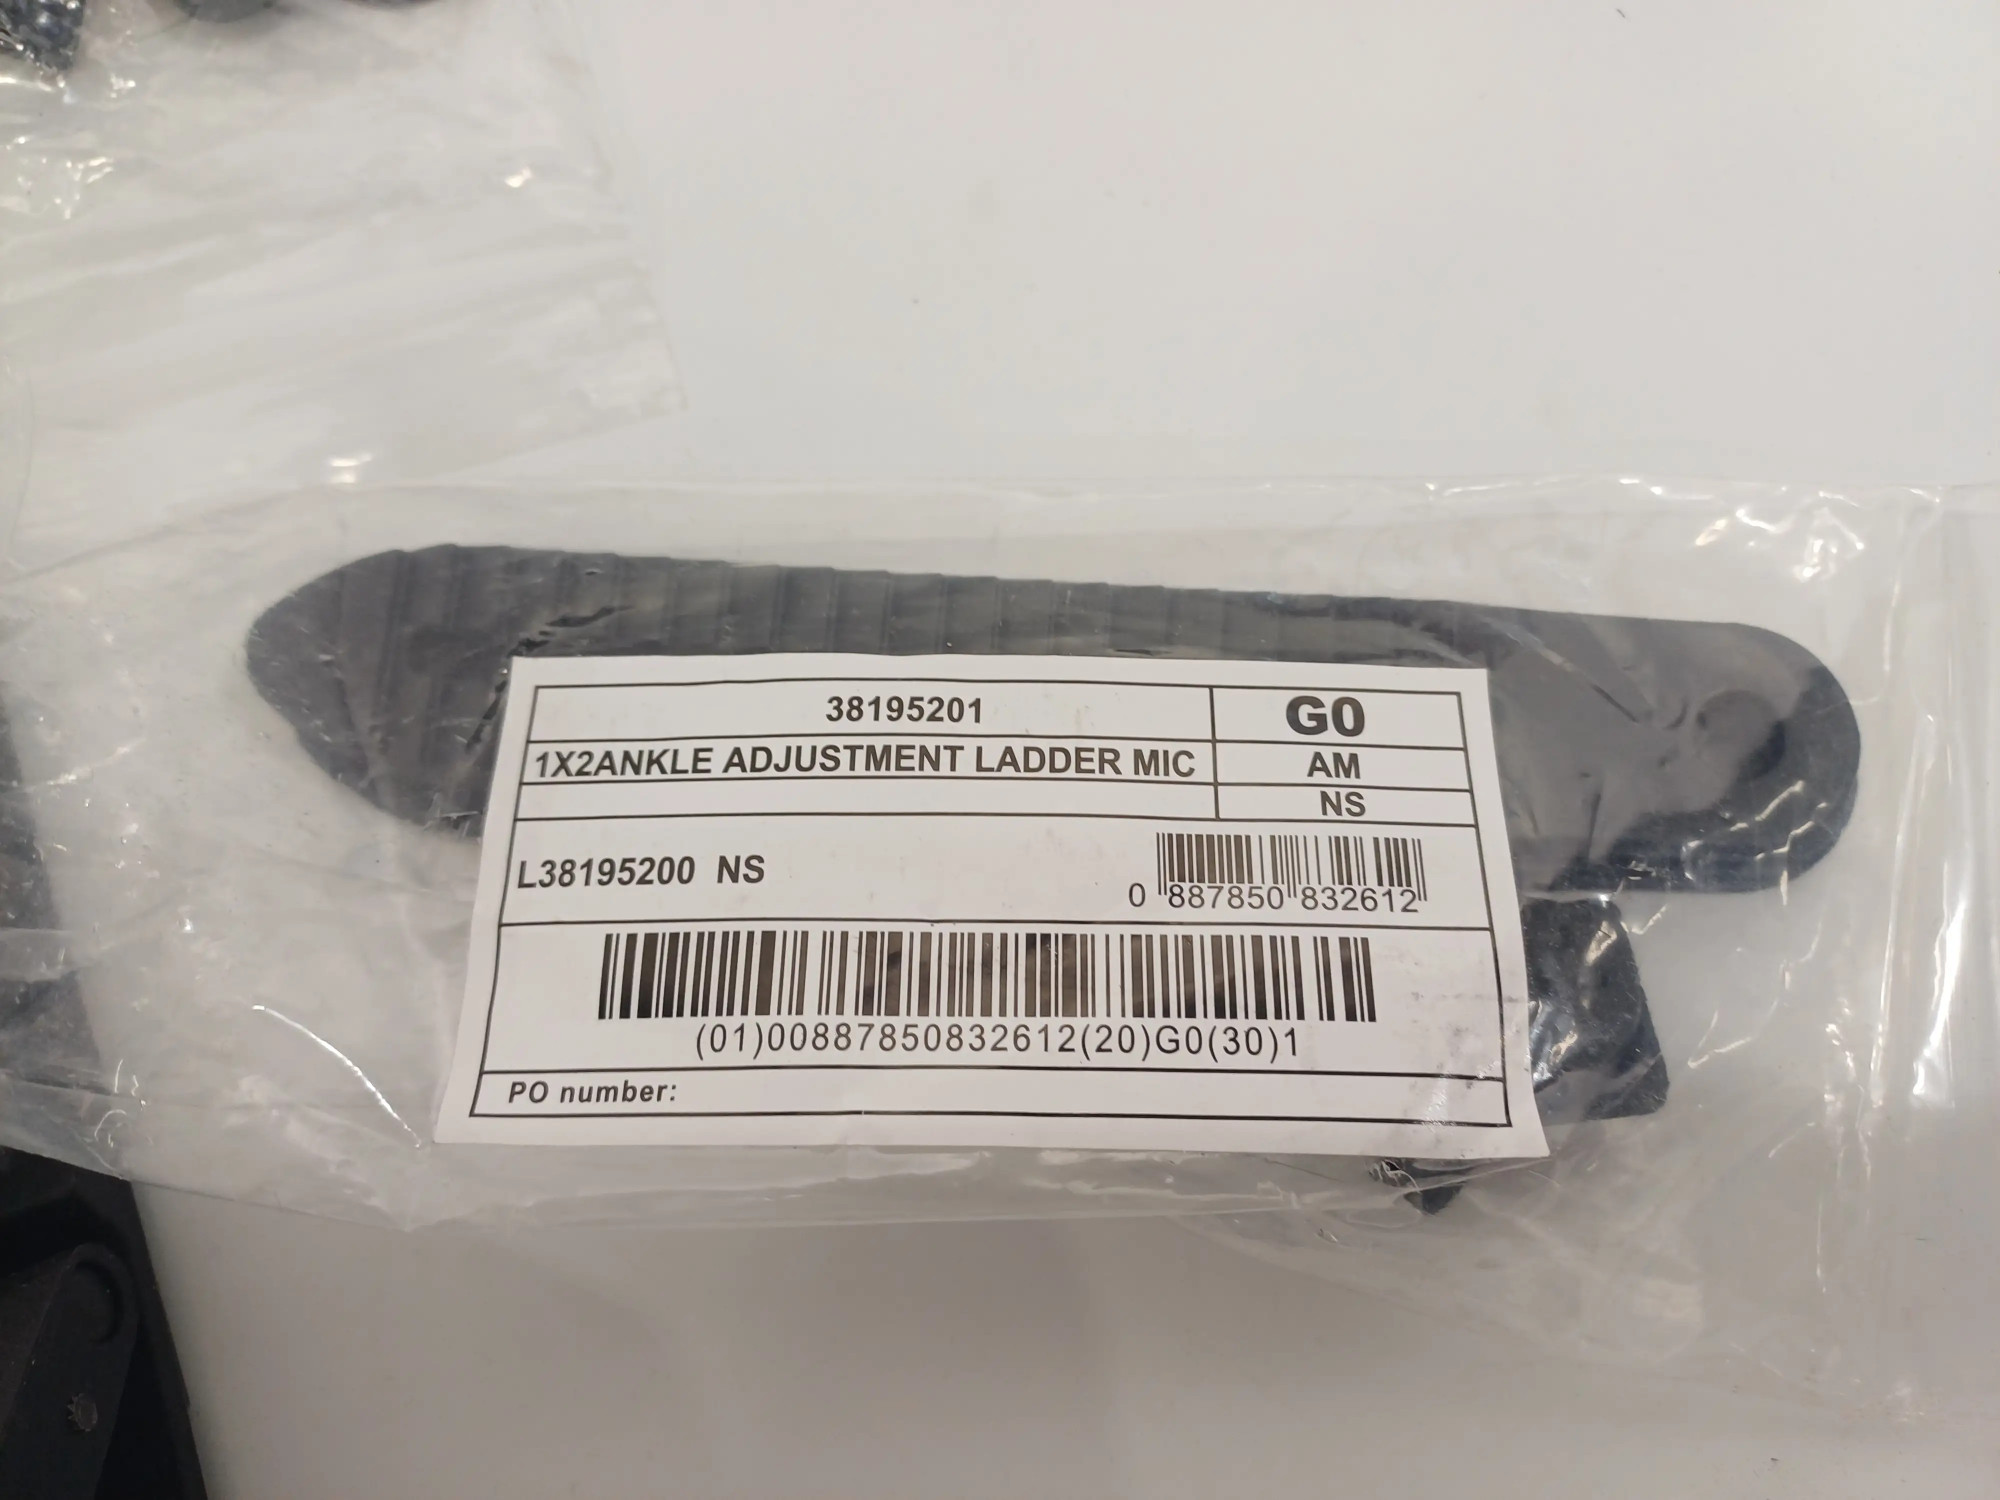 38195201
G0
1X2ANKLE ADJUSTMENT LADDER MIC
AM
NS
L38195200 NS
0 887850 832612
(01)00887850832612(20)G0(30)1
PO number: